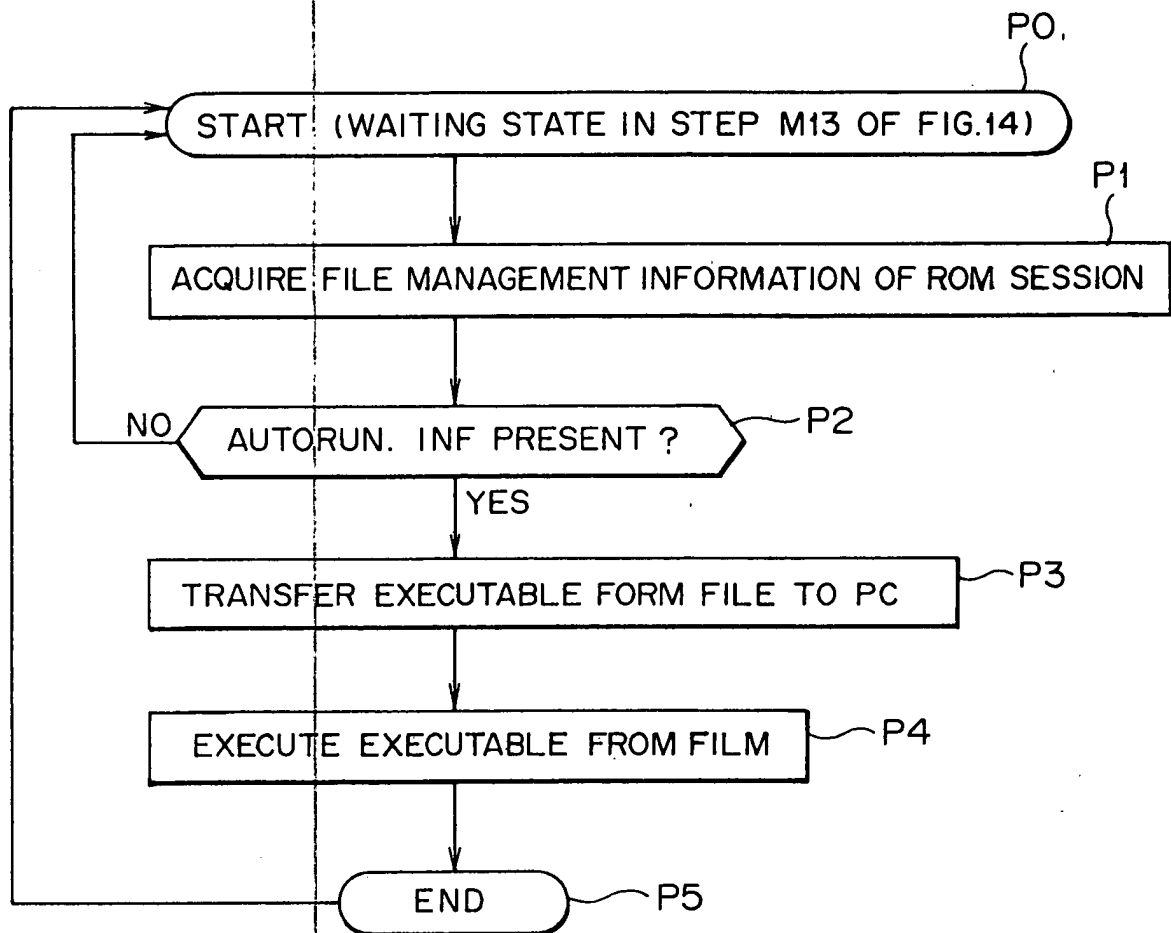 P0.
START (WAITING STATE IN STEP M13 OF FIG.14)
P1
ACQUIRE FILE MANAGEMENT INFORMATION OF ROM SESSION
NO
AUTORUN. INF PRESENT ?
P2
YES
TRANSFER EXECUTABLE FORM FILE TO PC
P3
EXECUTE EXECUTABLE FROM FILM
P4
END
P5